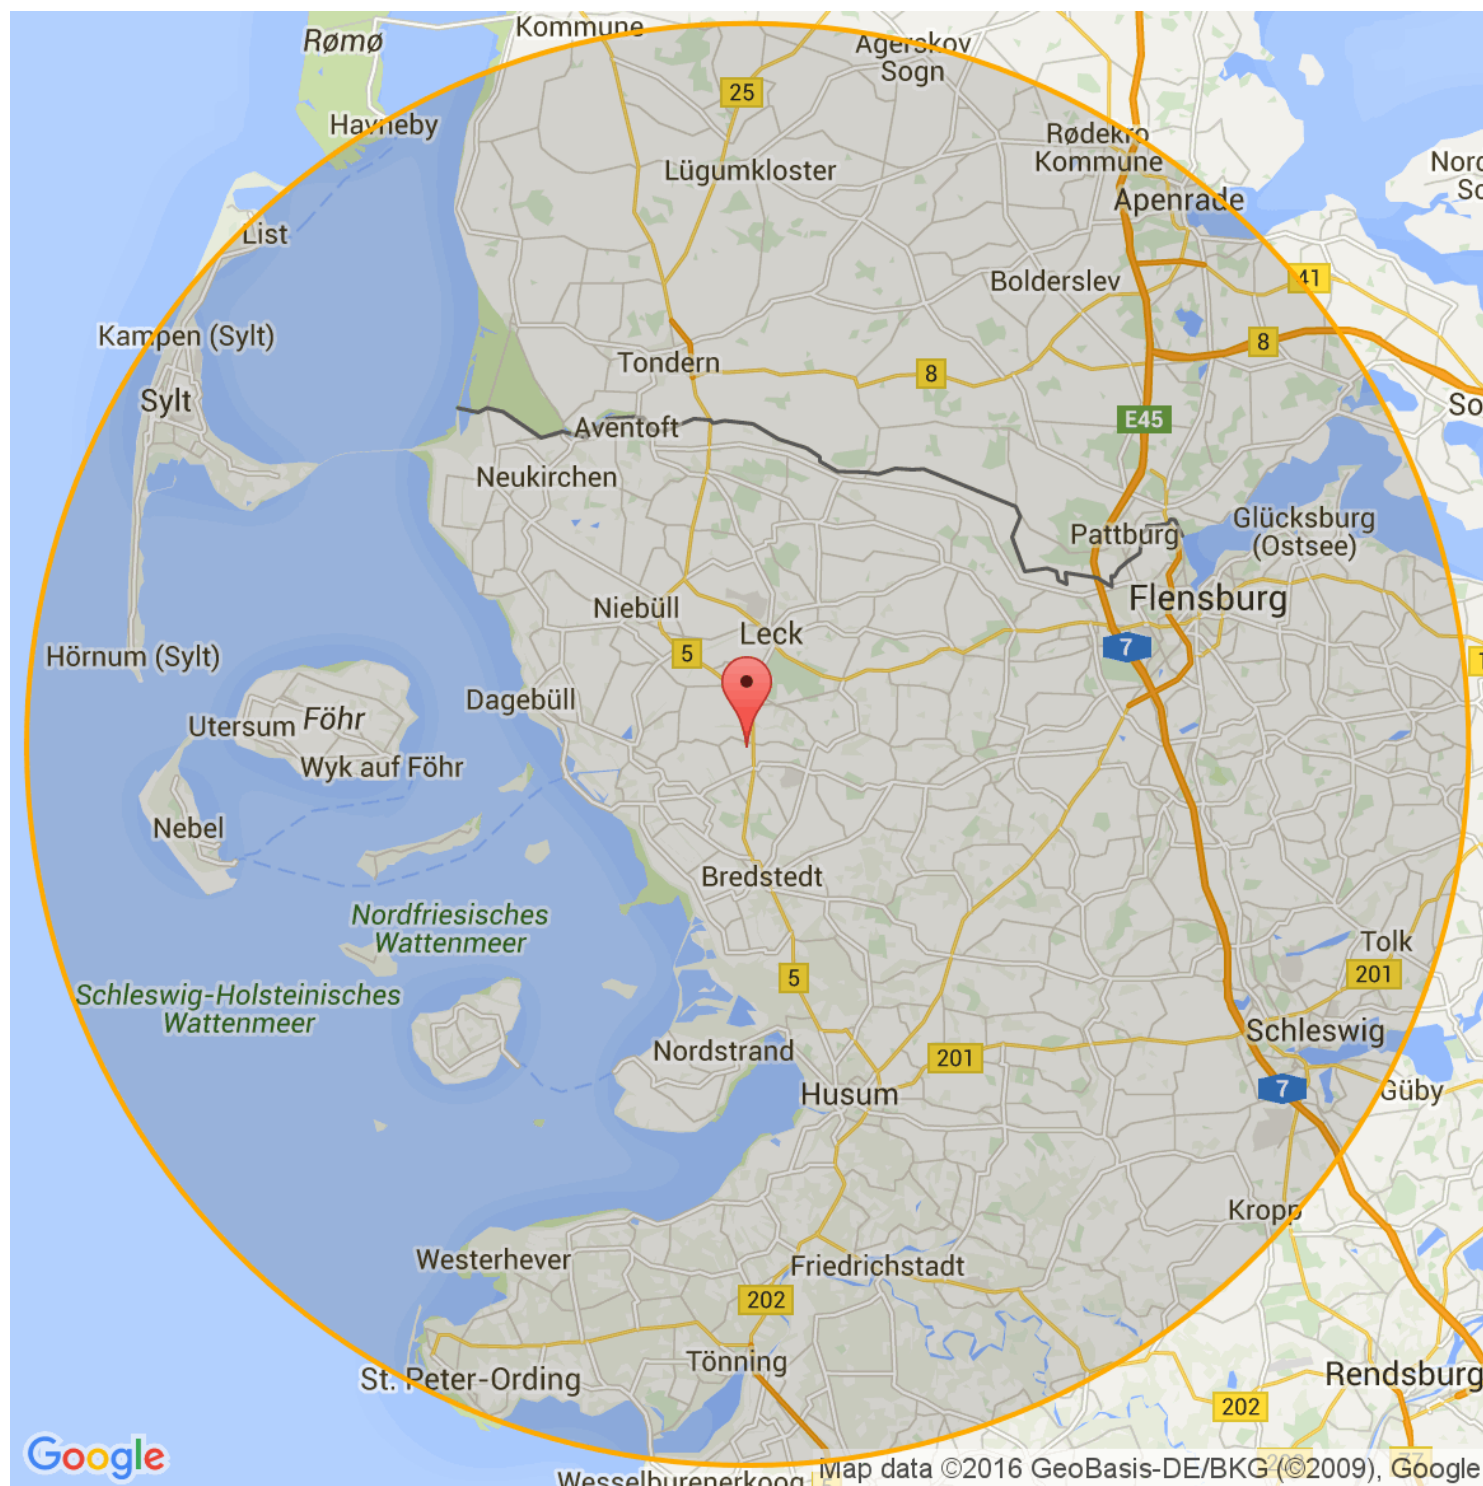 Kommune
Rømø
Agerskov
Sogn
25
Havneby
Rødekro
Kommune
Lügumkloster
Apenrade
List
Bolderslev
41
Kampen (Sylt)
8
Tondern
8
Sylt
E45
Aventoft
Neukirchen
Glücksburg
(Ostsee)
Pattburg
Flensburg
Niebüll
Leck
7
5
Hörnum (Sylt)
Dagebüll
Utersum
Föhr
Wyk auf Föhr
Nebel
Bredstedt
Nordfriesisches
Wattenmeer
Tolk
201
5
Schleswig-Holsteinisches
Wattenmeer
Schleswig
Nordstrand
201
Husum
7
Güby
Kropp
Westerhever
Friedrichstadt
202
Tönning
St. Peter-Ording
Rendsburg
202
Google
Map data ©2016 GeoBasis-DE/BKG (©2009), Google
Wesselburenerkoog